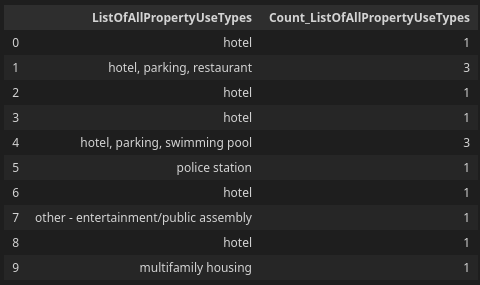 ListOfAllPropertyUseTypes Count_ListOfAllPropertyUseTypes
0 hotel 1
1 hotel, parking, restaurant 3
2 hotel 1
3 hotel 1
4 hotel, parking, swimming pool 3
5 police station 1
6 hotel 1
7 other - entertainment/public assembly 1
8 hotel 1
9 multifamily housing 1